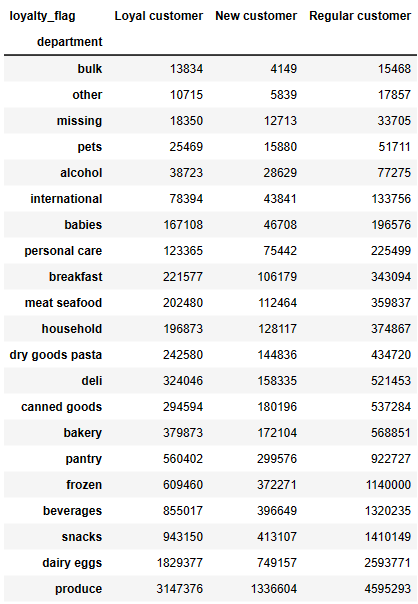 loyalty_flag Loyal customer New customer Regular customer
department
bulk 13834 4149 15468
other 10715 5839 17857
missing 18350 12713 33705
pets 25469 15880 51711
alcohol 38723 28629 77275
international 78394 43841 133756
babies 167108 46708 196576
personal care 123365 75442 225499
breakfast 221577 106179 343094
meat seafood 202480 112464 359837
household 196873 128117 374867
dry goods pasta 242580 144836 434720
deli 324046 158335 521453
canned goods 294594 180196 537284
bakery 379873 172104 568851
pantry 560402 299576 922727
frozen 609460 372271 1140000
beverages 855017 396649 1320235
snacks 943150 413107 1410149
dairy eggs 1829377 749157 2593771
produce 3147376 1336604 4595293